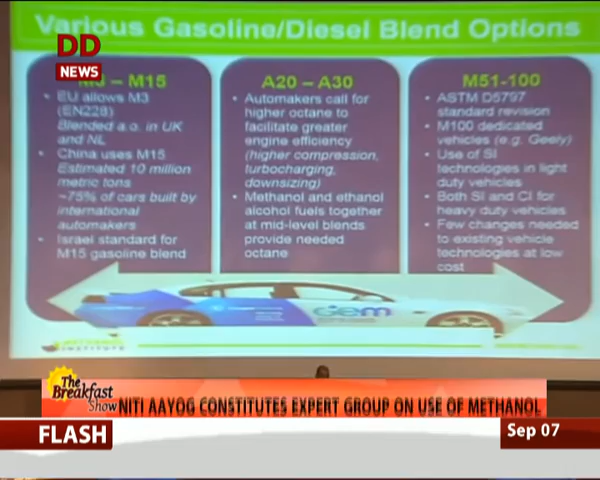 Various Gasoline/Diesel Blend Options
DD
NEWS
– M15
EU allows M3
(EN228)
Blended a.o. in UK
and NL
China uses M15
Estimated 10 million
metric tons
~75% of cars built by
international
automakers
Israel standard for
M15 gasoline blend
A20 – A30
Automakers call for
higher octane to
facilitate greater
engine efficiency
(higher compression,
turbocharging,
downsizing)
Methanol and ethanol
alcohol fuels together
at mid-level blends
provide needed
octane
M51-100
ASTM D5797
standard revision
M100 dedicated
vehicles (e.g. Geely)
Use of SI
technologies in light
duty vehicles
Both SI and CI for
heavy duty vehicles
Few changes needed
to existing vehicle
technologies at low
cost
GEM
METHANOL
INSTITUTE
The
Breakfast
Show
NITI AAYOG CONSTITUTES EXPERT GROUP ON USE OF METHANOL
FLASH
Sep 07